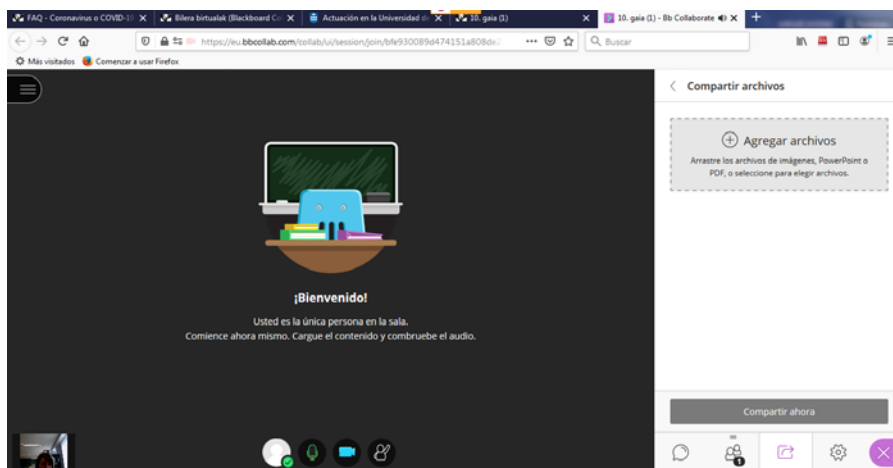 FAQ - Coronavirus o COVID-19
Bilera birtualak (Blackboard Co
Actuación en la Universidad de
10. gaia (1)
10. gaia (1) - Bb Collaborate
https://eu.bbcollab.com/collab/ui/session/join/bfe930089d474151a808de
Buscar
Más visitados
Comenzar a usar Firefox
¡Bienvenido!
Usted es la única persona en la sala.
Comience ahora mismo. Cargue el contenido y combruebe el audio.
Compartir archivos
Agregar archivos
Arrastre los archivos de imágenes, PowerPoint o
PDF, o seleccione para elegir archivos.
Compartir ahora
1